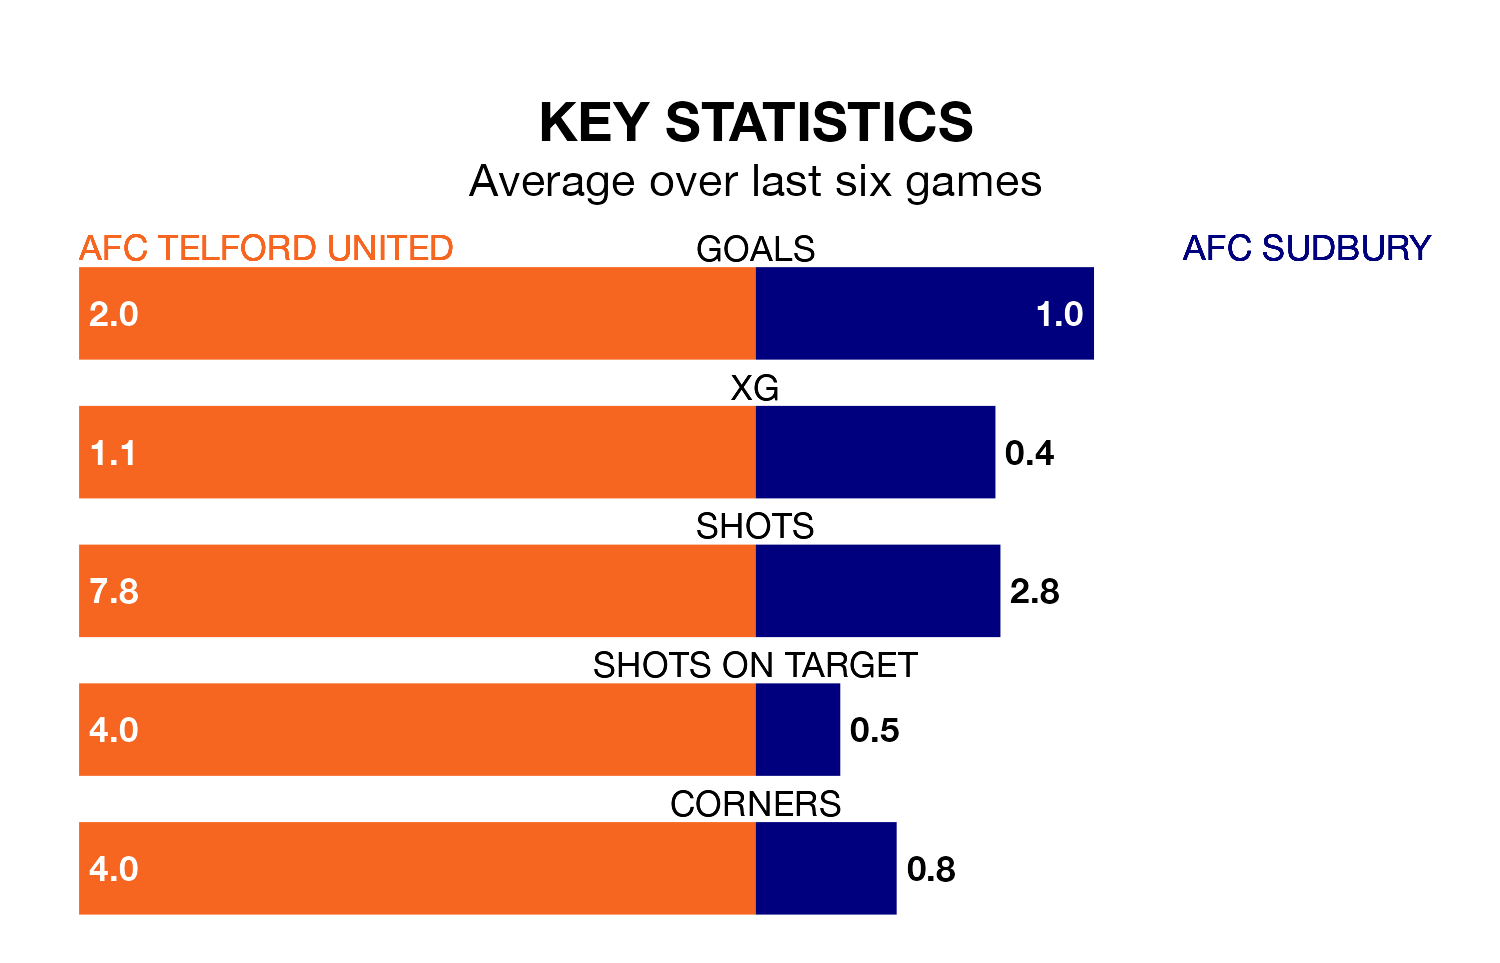 KEY STATISTICS
Average over last six games
AFC TELFORD UNITED GOALS AFC SUDBURY
2.0 1.0
XG
1.1 0.4
SHOTS
7.8 2.8
SHOTS ON TARGET
4.0 0.5
CORNERS
4.0 0.8